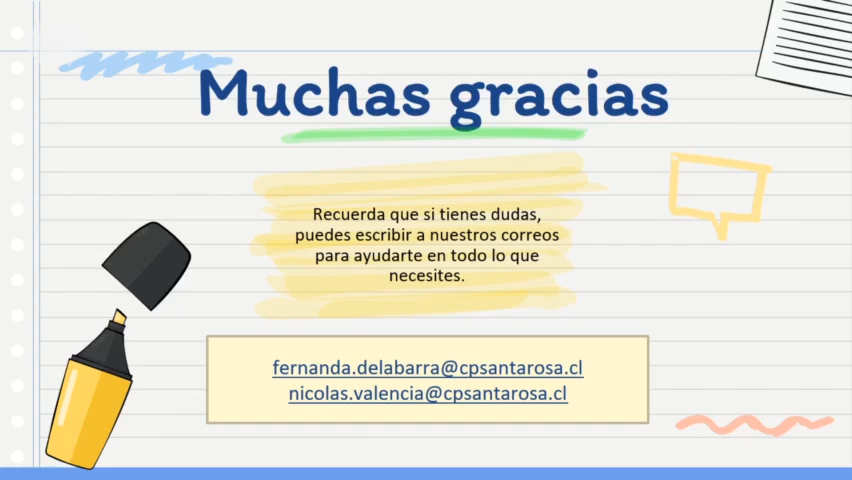 Muchas gracias
Recuerda que si tienes dudas,
puedes escribir a nuestros correos
para ayudarte en todo lo que
necesites.
fernanda.delabarra@cpsantarosa.cl
nicolas.valencia@cpsantarosa.cl